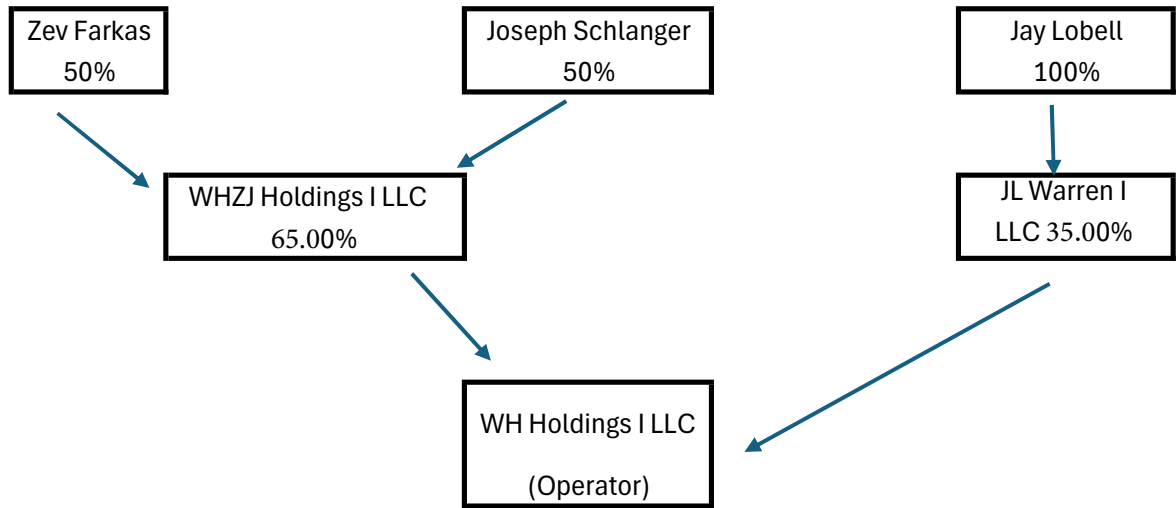 Zev Farkas
50%
Joseph Schlanger
50%
Jay Lobell
100%
WHZJ Holdings I LLC
65.00%
JL Warren I
LLC 35.00%
WH Holdings I LLC
(Operator)